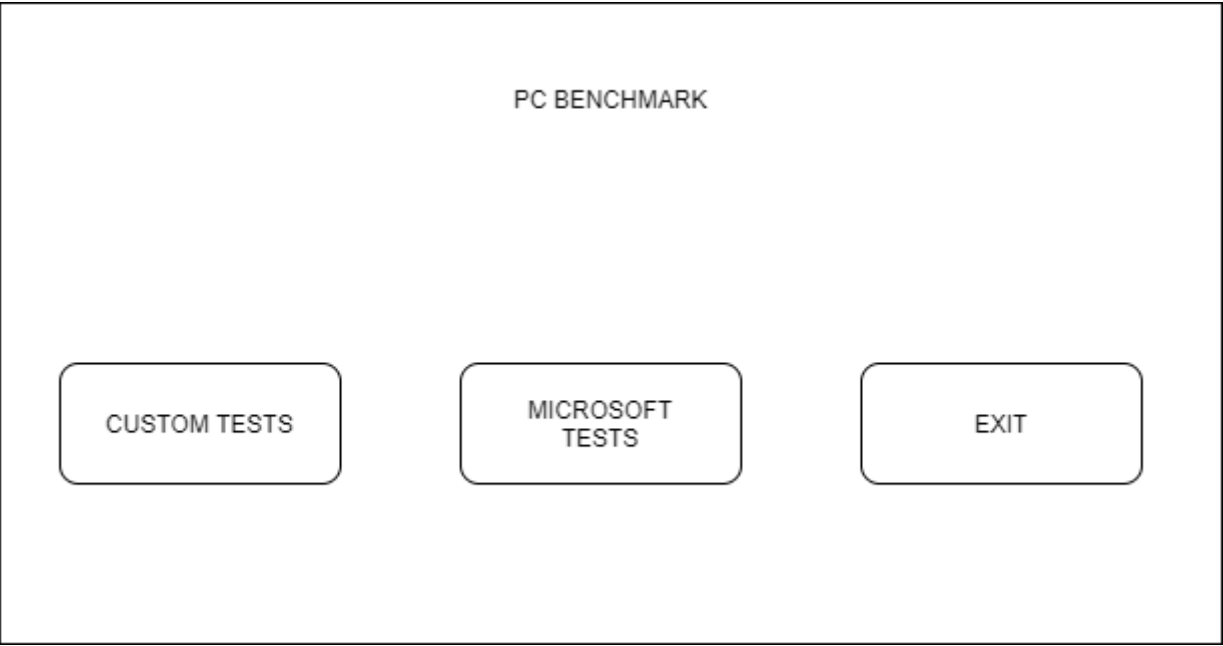 PC BENCHMARK
CUSTOM TESTS
MICROSOFT
TESTS
EXIT